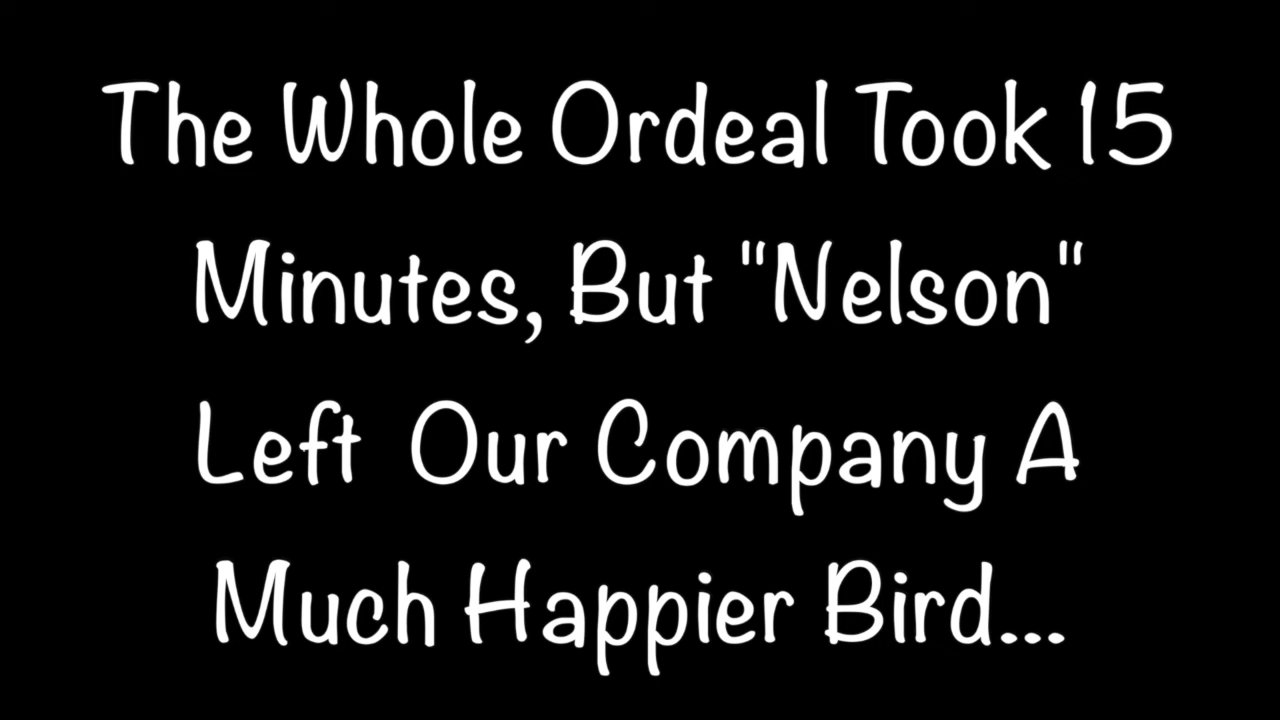 The Whole Ordeal Took 15
Minutes, But "Nelson"
Left Our Company A
Much Happier Bird...